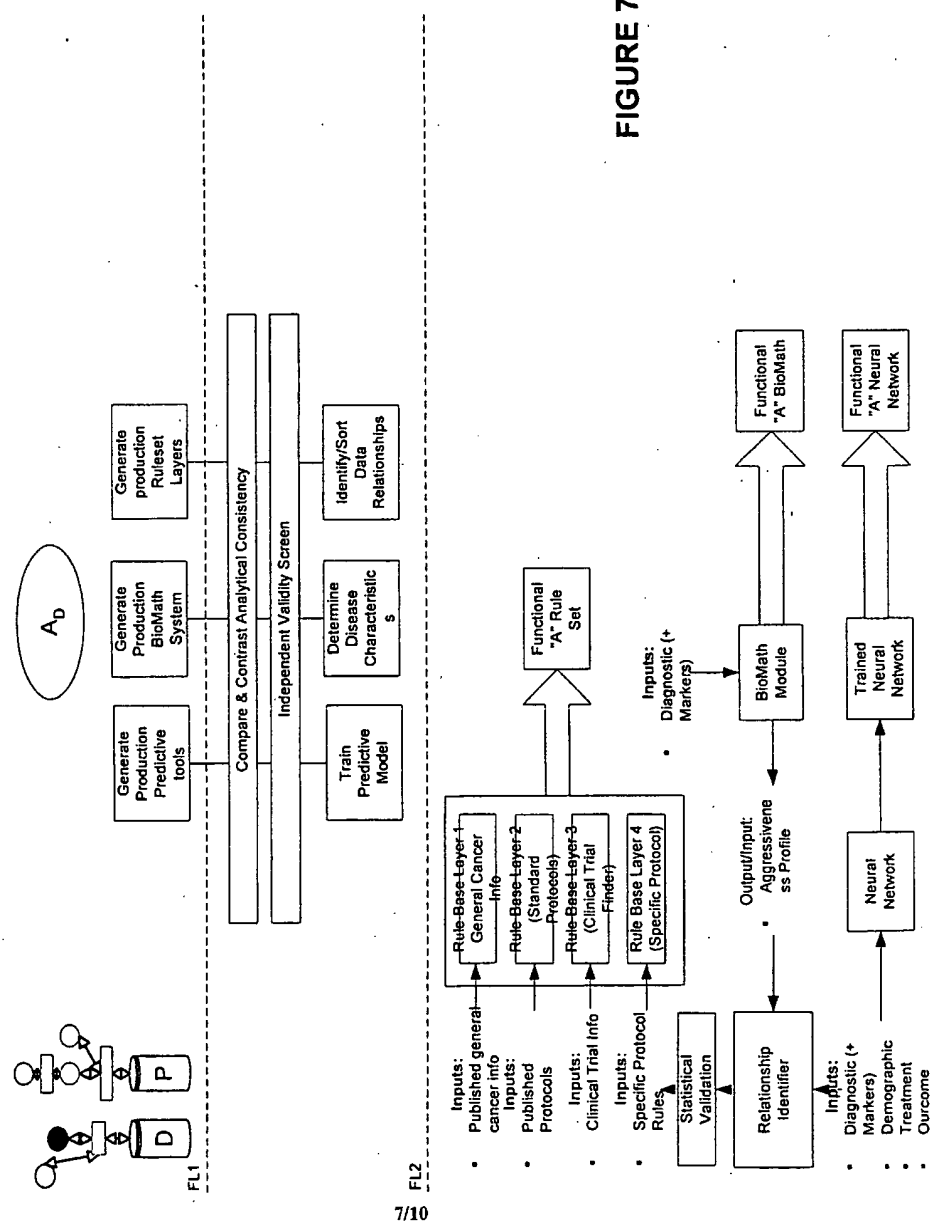 FIGURE 7
A_D
Generate
Production
Predictive
tools
Generate
Production
BioMath
System
Generate
production
Ruleset
Layers
D
P
FL1
Compare & Contrast Analytical Consistency
Independent Validity Screen
Train
Predictive
Model
Determine
Disease
Characteristic
s
Identify/Sort
Data
Relationships
FL2
Inputs:
• Published general
cancer info
Inputs:
• Published
Protocols
Inputs:
• Clinical Trial Info
Inputs:
• Specific Protocol
Rules
Rule Base Layer 1
General Cancer
Info
Rule Base Layer 2
(Standard
Protocols)
Rule Base Layer 3
(Clinical Trial
Finder)
Rule Base Layer 4
(Specific Protocol)
Functional
"A" Rule
Set
Statistical
Validation
Relationship
Identifier
Output/Input:
• Aggressivene
ss Profile
Inputs:
• Diagnostic (+
Markers)
BioMath
Module
Functional
"A" BioMath
Inputs:
• Diagnostic (+
Markers)
• Demographic
• Treatment
• Ourcome
Neural
Network
Trained
Neural
Network
Functional
"A" Neural
Network
7/10